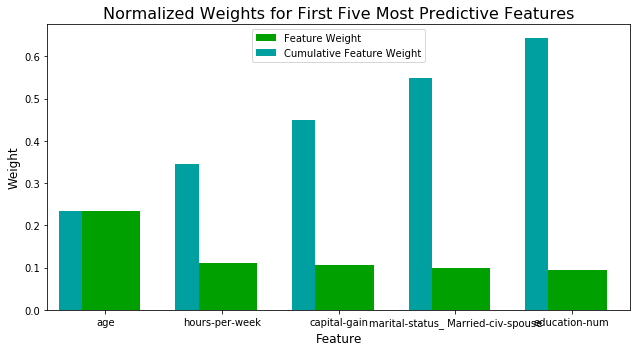 Normalized Weights for First Five Most Predictive Features
Feature Weight
Cumulative Feature Weight
Weight
0.6
0.5
0.4
0.3
0.2
0.1
0.0
age hours-per-week capital-gain marital-status_ Married-civ-spouse education-num
Feature